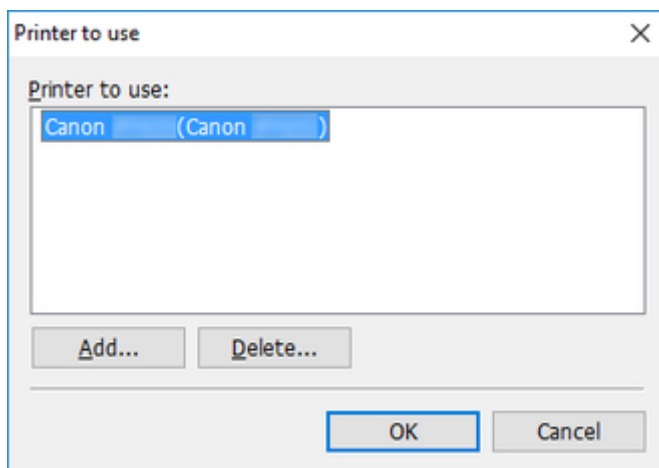 Printer to use
Printer to use:
Canon (Canon )
Add...
Delete...
OK
Cancel